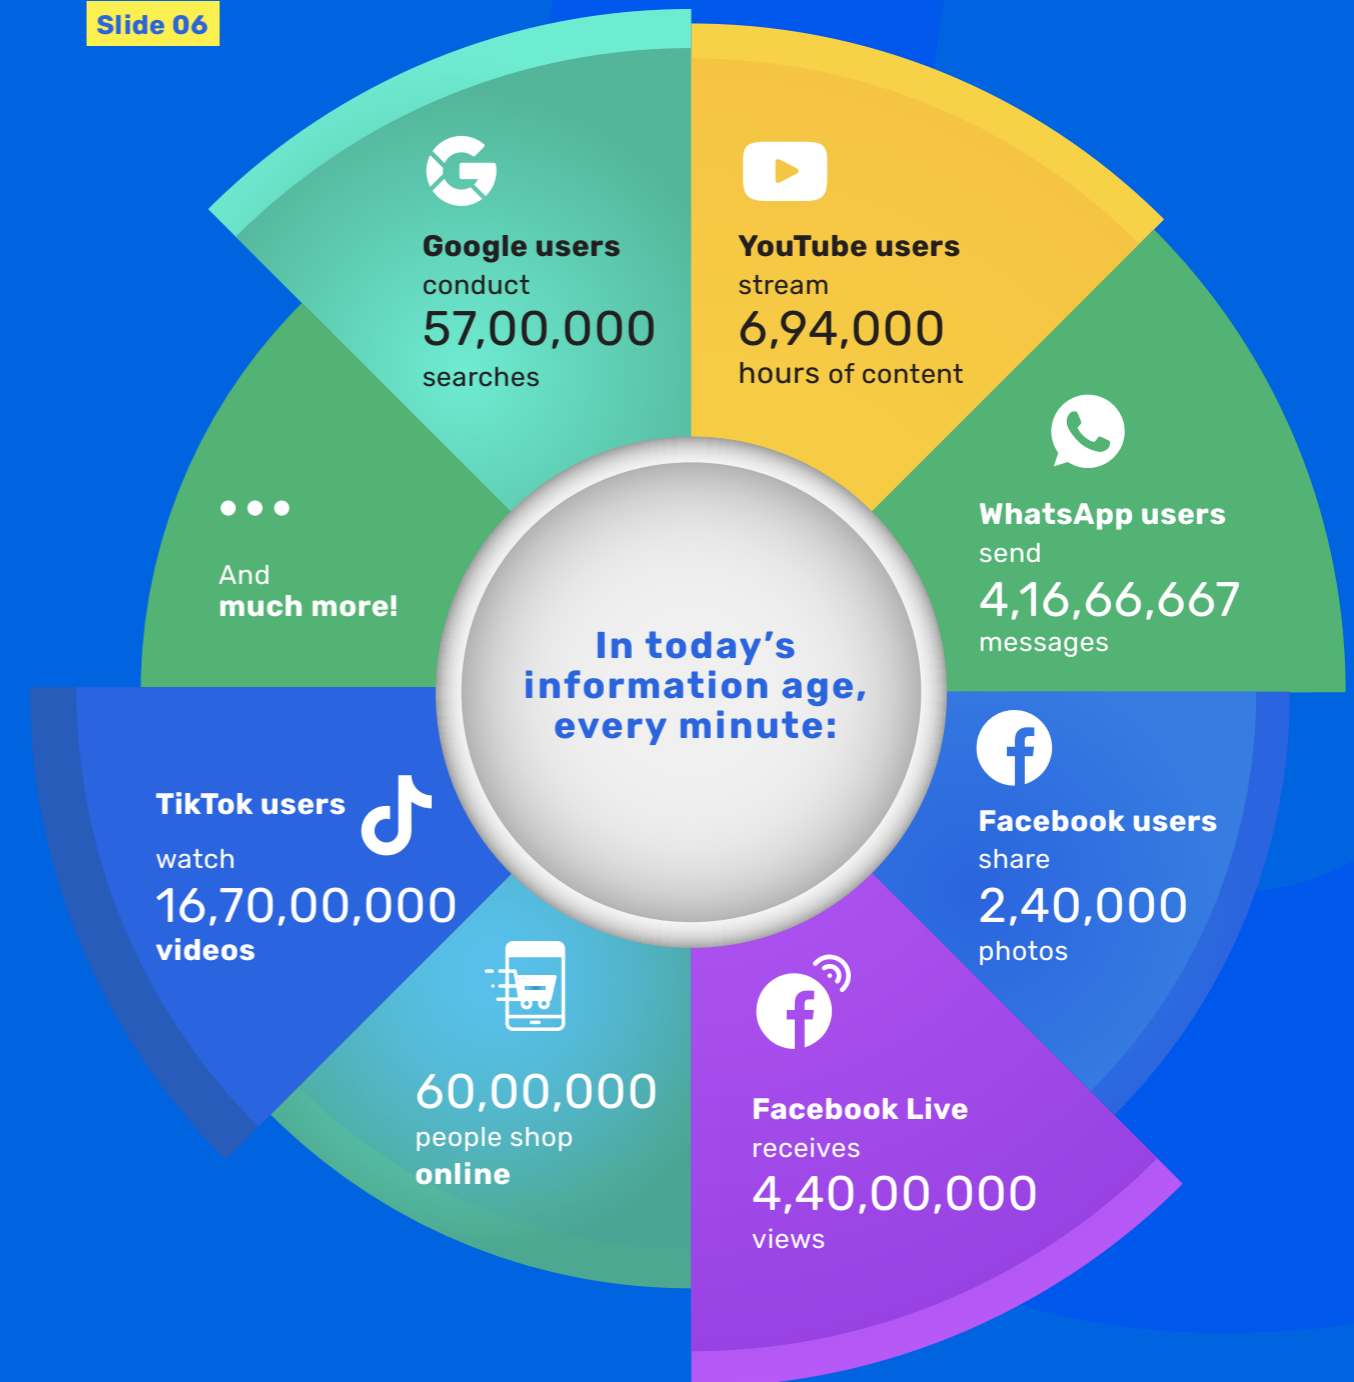 Slide 06
Google users
conduct
57,00,000
searches
YouTube users
stream
6,94,000
hours of content
WhatsApp users
send
4,16,66,667
messages
And
much more!
In today’s
information age,
every minute:
Facebook users
share
2,40,000
photos
TikTok users
watch
16,70,00,000
videos
60,00,000
people shop
online
Facebook Live
receives
4,40,00,000
views